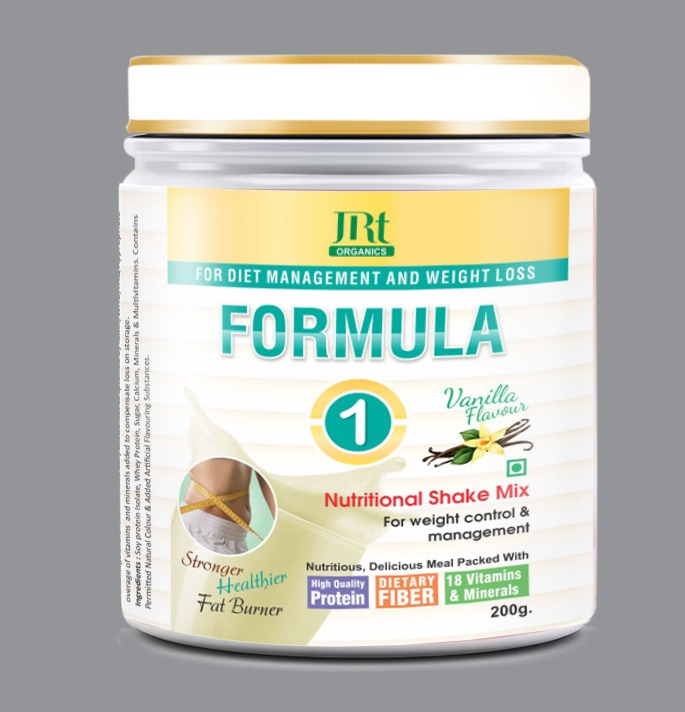 JRt
ORGANICS
FOR DIET MANAGEMENT AND WEIGHT LOSS
FORMULA
1
Vanilla
Flavour
Nutritional Shake Mix
For weight control &
management
Stronger
Healthier
Fat Burner
Nutritious, Delicious Meal Packed With
High Quality
Protein
DIETARY
FIBER
18 Vitamins
& Minerals
200g.
overage of vitamins and minerals added to compensate loss on storage.
Ingredients : Soy protein Isolate, Whey Protein, Sugar, Calcium, Minerals & Multivitamins. Contains
Permitted Natural Colour & Added Artificial Flavouring Substances.